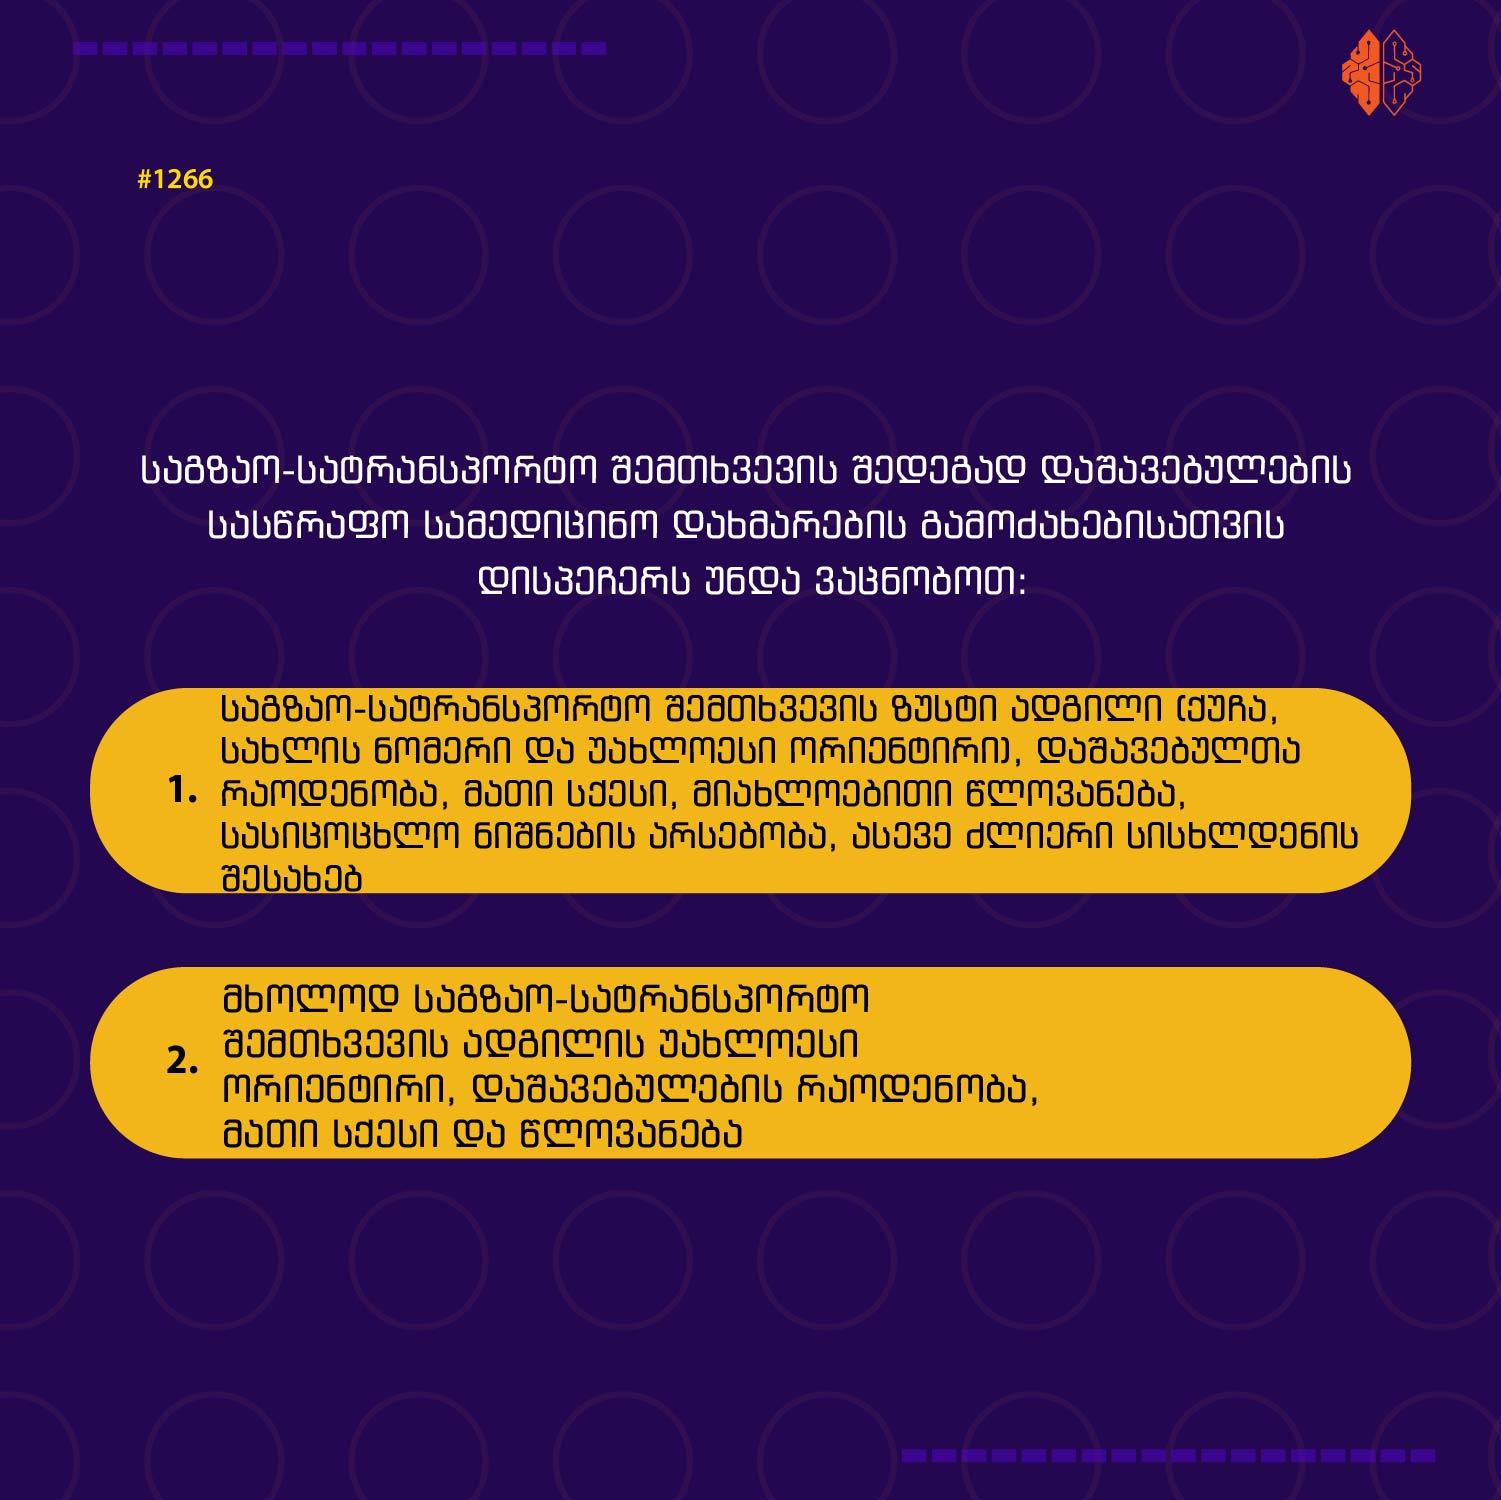 #1266
საგზაო-სატრანსპორტო შემთხვევის შედეგად დაშავებულების
სასწრაფო სამედიცინო დახმარების გამოძახებისათვის
დისპეჩერს უნდა ვაცნობოთ:
1. საგზაო-სატრანსპორტო შემთხვევის ზუსტი ადგილი (ქუჩა,
სახლის ნომერი და უახლოესი ორიენტირი), დაშავებულთა
რაოდენობა, მათი სქესი, მიახლოებითი წლოვანება,
სასიცოცხლო ნიშნების არსებობა, ასევე ძლიერი სისხლდენის
შესახებ
2. მხოლოდ საგზაო-სატრანსპორტო
შემთხვევის ადგილის უახლოესი
ორიენტირი, დაშავებულების რაოდენობა,
მათი სქესი და წლოვანება